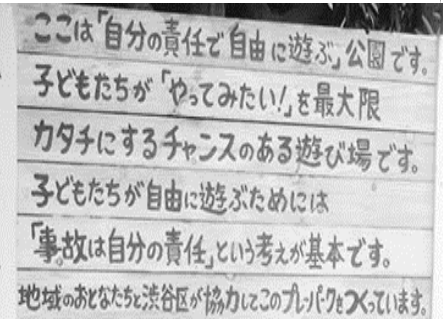 ここは「自分の責任で自由に遊ぶ」公園です。
子どもたちが「やってみたい!」を最大限
カタチにするチャンスのある遊び場です。
子どもたちが自由に遊ぶためには
「事故は自分の責任」という考えが基本です。
地域のおとなたちと渋谷区が協力してこのプレーパークをつくっています。